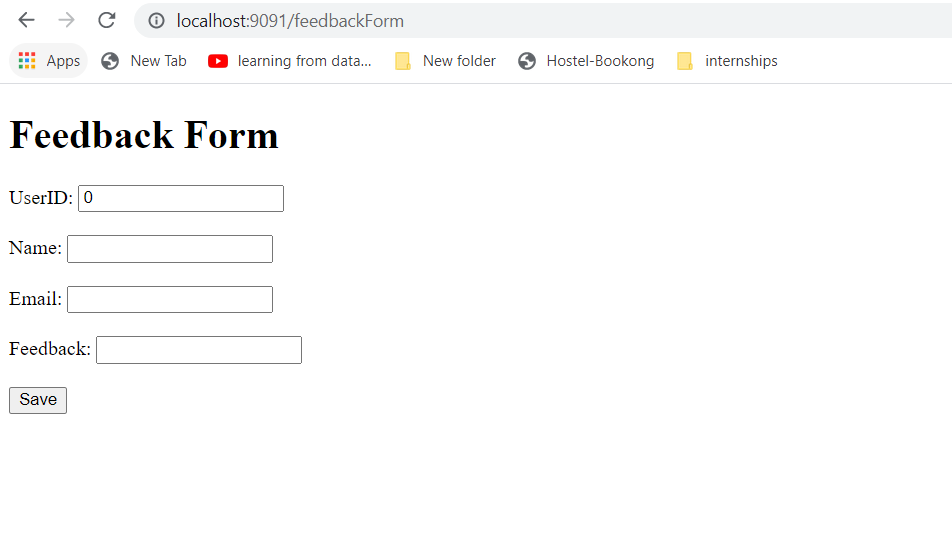 localhost:9091/feedbackForm
Apps New Tab learning from data... New folder Hostel-Bookong internships
Feedback Form
UserID: 0
Name:
Email:
Feedback:
Save